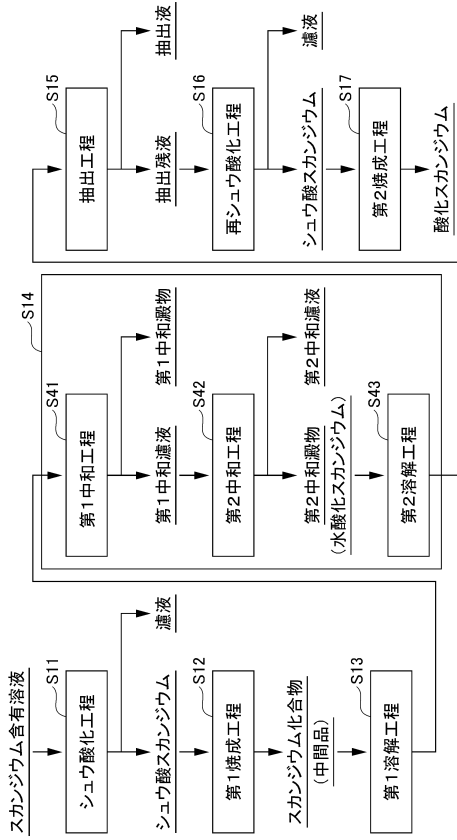 スカンジウム含有溶液
S11
シュウ酸化工程
濾液
シュウ酸スカンジウム
S12
第1焼成工程
スカンジウム化合物
（中間品）
S13
第1溶解工程
S14
S41
第1中和工程
第1中和澱物
第1中和濾液
S42
第2中和工程
第2中和濾液
第2中和澱物
（水酸化スカンジウム）
S43
第2溶解工程
S15
抽出工程
抽出液
抽出残液
S16
再シュウ酸化工程
濾液
シュウ酸スカンジウム
S17
第2焼成工程
酸化スカンジウム